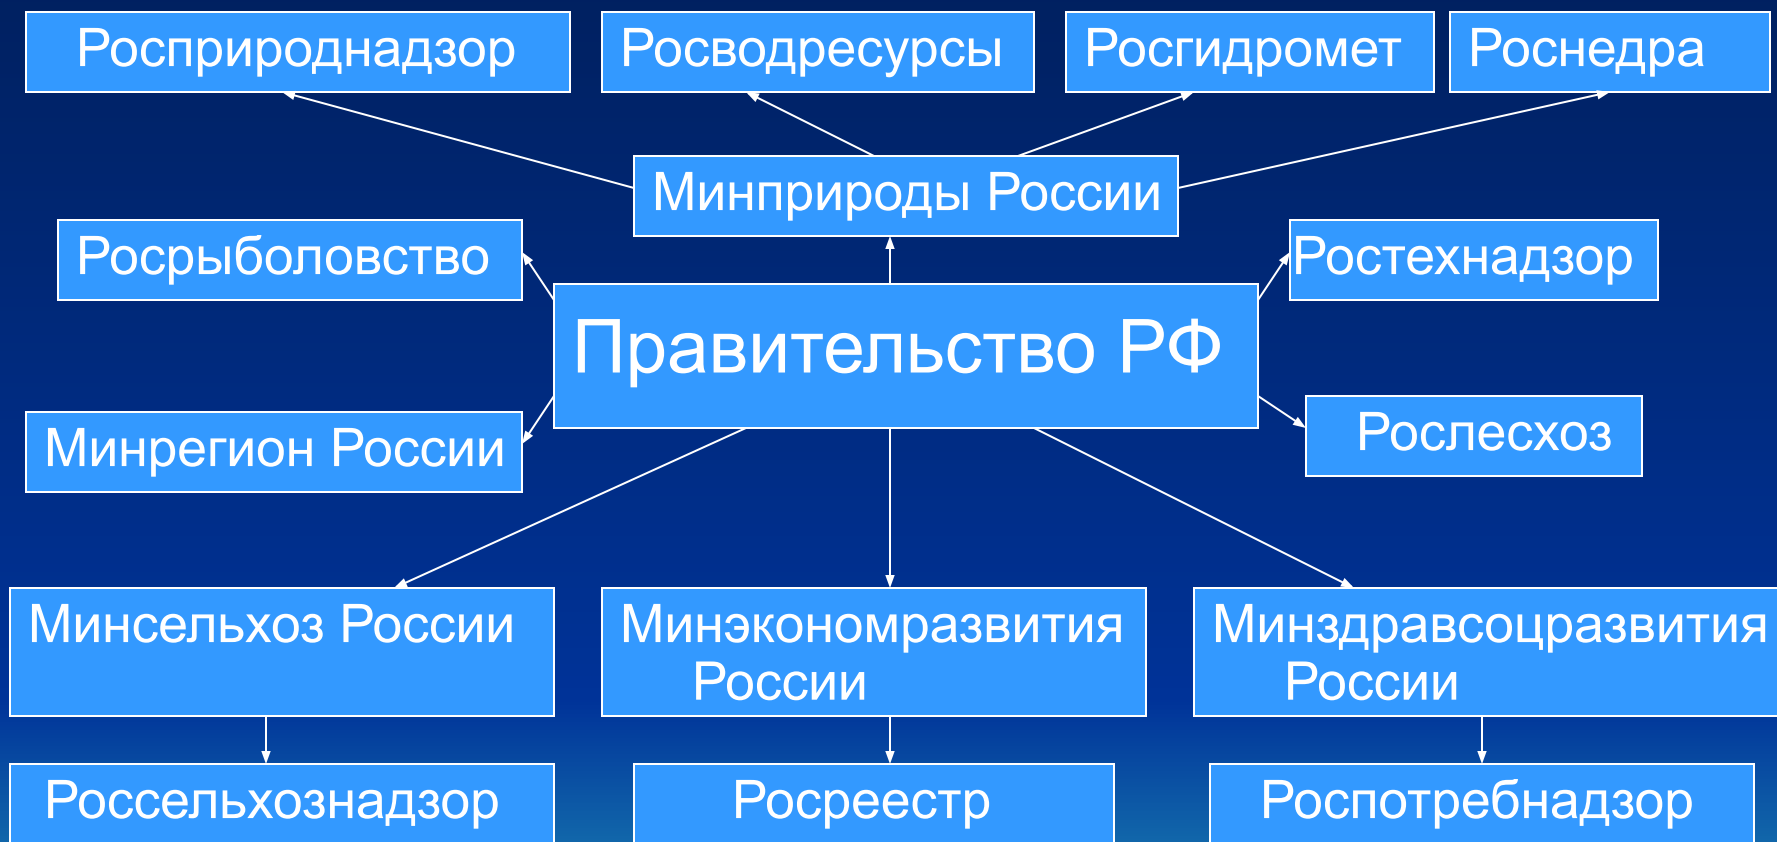 Росприроднадзор
Росводресурсы
Росгидромет
Роснедра
Минприроды России
Росрыболовство
Ростехнадзор
Правительство РФ
Минрегион России
Рослесхоз
Минсельхоз России
Минэкономразвития
России
Минздравсоцразвития
России
Россельхознадзор
Росреестр
Роспотребнадзор